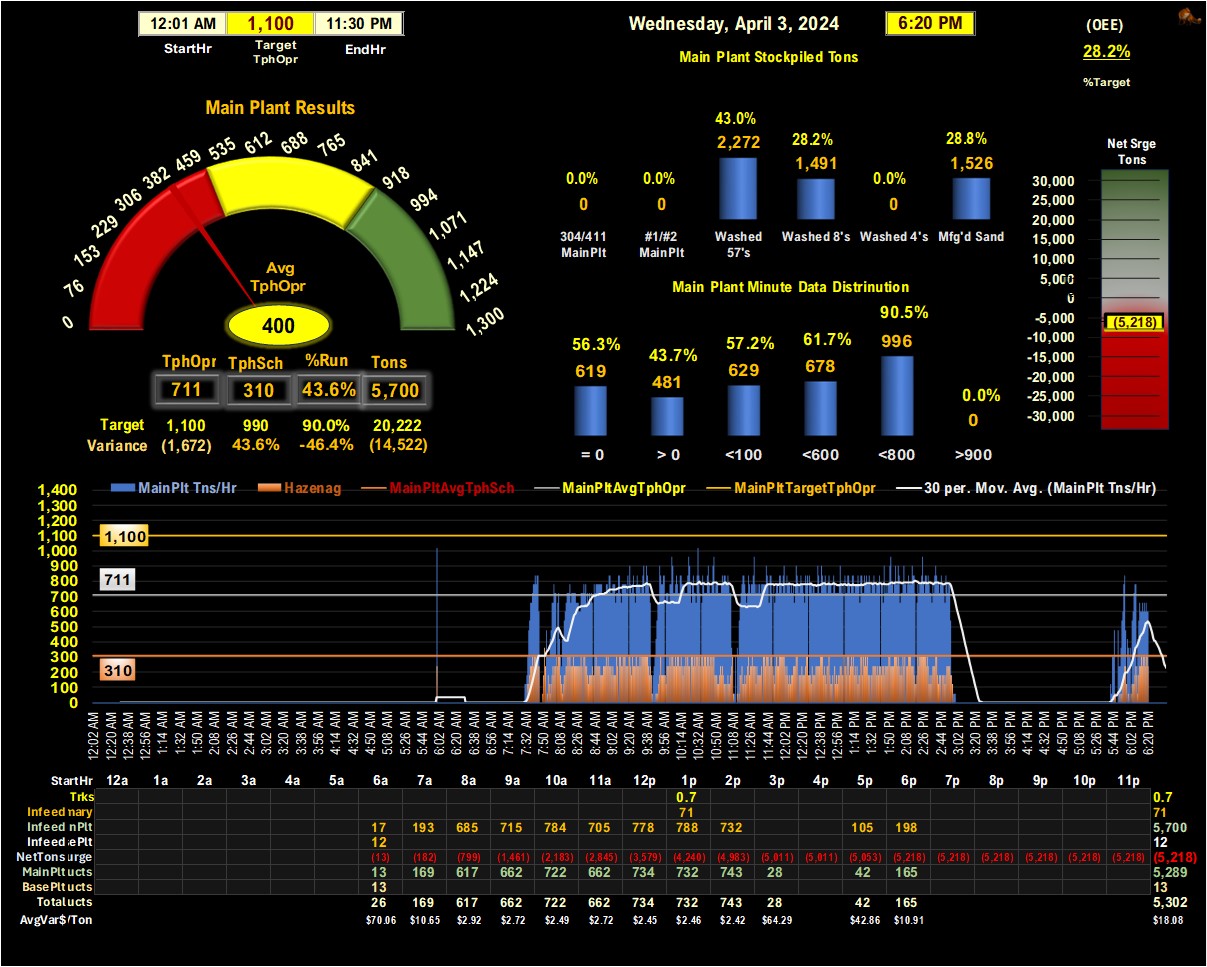 12:01 AM 1,100 11:30 PM
StartHr Target TphOpr EndHr
Wednesday, April 3, 2024 6:20 PM
(OEE)
28.2%
%Target
Main Plant Stockpiled Tons
43.0% 28.2% 28.8%
2,272 1,491 1,526
0.0% 0.0% 0.0%
0 0 0
304/411 MainPlt #1/#2 MainPlt Washed 57's Washed 8's Washed 4's Mfg'd Sand
Main Plant Results
0 76 153 229 306 382 459 535 612 688 765 841 918 994 1,071 1,147 1,224 1,300
Avg
TphOpr
400
TphOpr TphSch %Run Tons
711 310 43.6% 5,700
Target 1,100 990 90.0% 20,222
Variance (1,672) 43.6% -46.4% (14,522)
Main Plant Minute Data Distrinution
56.3% 43.7% 57.2% 61.7% 90.5% 0.0%
619 481 629 678 996 0
= 0 > 0 <100 <600 <800 >900
Net Srge
Tons
30,000
25,000
20,000
15,000
10,000
5,000
0
-5,000
(5,218)
-10,000
-15,000
-20,000
-25,000
-30,000
MainPlt Tns/Hr Hazenag MainPltAvgTphSch MainPltAvgTphOpr MainPltTargetTphOpr 30 per. Mov. Avg. (MainPlt Tns/Hr)
1,400
1,300
1,200
1,100
1,000
900
800
700
600
500
400
300
200
100
0
1,100
711
310
12:02 AM 12:20 AM 12:38 AM 12:56 AM 1:14 AM 1:32 AM 1:50 AM 2:08 AM 2:26 AM 2:44 AM 3:02 AM 3:20 AM 3:38 AM 3:56 AM 4:14 AM 4:32 AM 4:50 AM 5:08 AM 5:26 AM 5:44 AM 6:02 AM 6:20 AM 6:38 AM 6:56 AM 7:14 AM 7:32 AM 7:50 AM 8:08 AM 8:26 AM 8:44 AM 9:02 AM 9:20 AM 9:38 AM 9:56 AM 10:14 AM 10:32 AM 10:50 AM 11:08 AM 11:26 AM 11:44 AM 12:02 PM 12:20 PM 12:38 PM 12:56 PM 1:14 PM 1:32 PM 1:50 PM 2:08 PM 2:26 PM 2:44 PM 3:02 PM 3:20 PM 3:38 PM 3:56 PM 4:14 PM 4:32 PM 4:50 PM 5:08 PM 5:26 PM 5:44 PM 6:02 PM 6:20 PM
StartHr 12a 1a 2a 3a 4a 5a 6a 7a 8a 9a 10a 11a 12p 1p 2p 3p 4p 5p 6p 7p 8p 9p 10p 11p
Trks 0.7 0.7
Infeed mary 71 71
Infeed nPlt 17 193 685 715 784 705 778 788 732 105 198 5,700
Infeed ePlt 12 12
NetTons urge (13) (182) (799) (1,461) (2,183) (2,845) (3,579) (4,240) (4,983) (5,011) (5,011) (5,053) (5,218) (5,218) (5,218) (5,218) (5,218) (5,218) (5,218)
MainPlt ucts 13 169 617 662 722 662 734 732 743 28 42 165 5,289
BasePlt ucts 13 13
Total ucts 26 169 617 662 722 662 734 732 743 28 42 165 5,302
AvgVar$/Ton $70.06 $10.65 $2.92 $2.72 $2.49 $2.72 $2.45 $2.46 $2.42 $64.29 $42.86 $10.91 $18.08